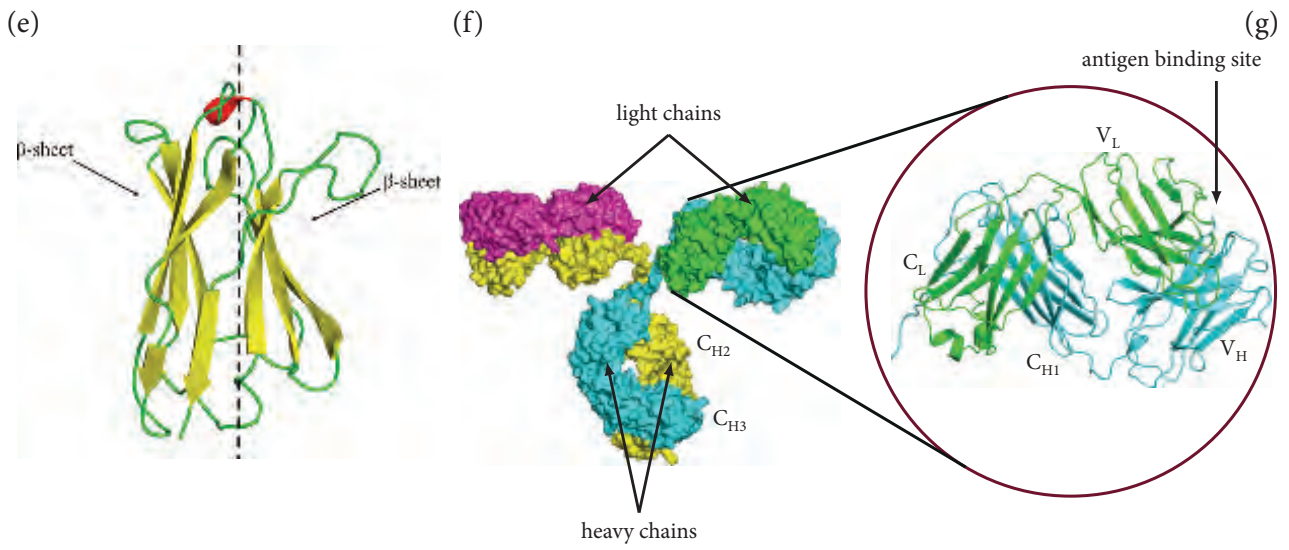 (e)
(f)
(g)
antigen binding site
light chains
V_L
β-sheet
β-sheet
C_L
C_H2
V_H
C_H1
C_H3
heavy chains